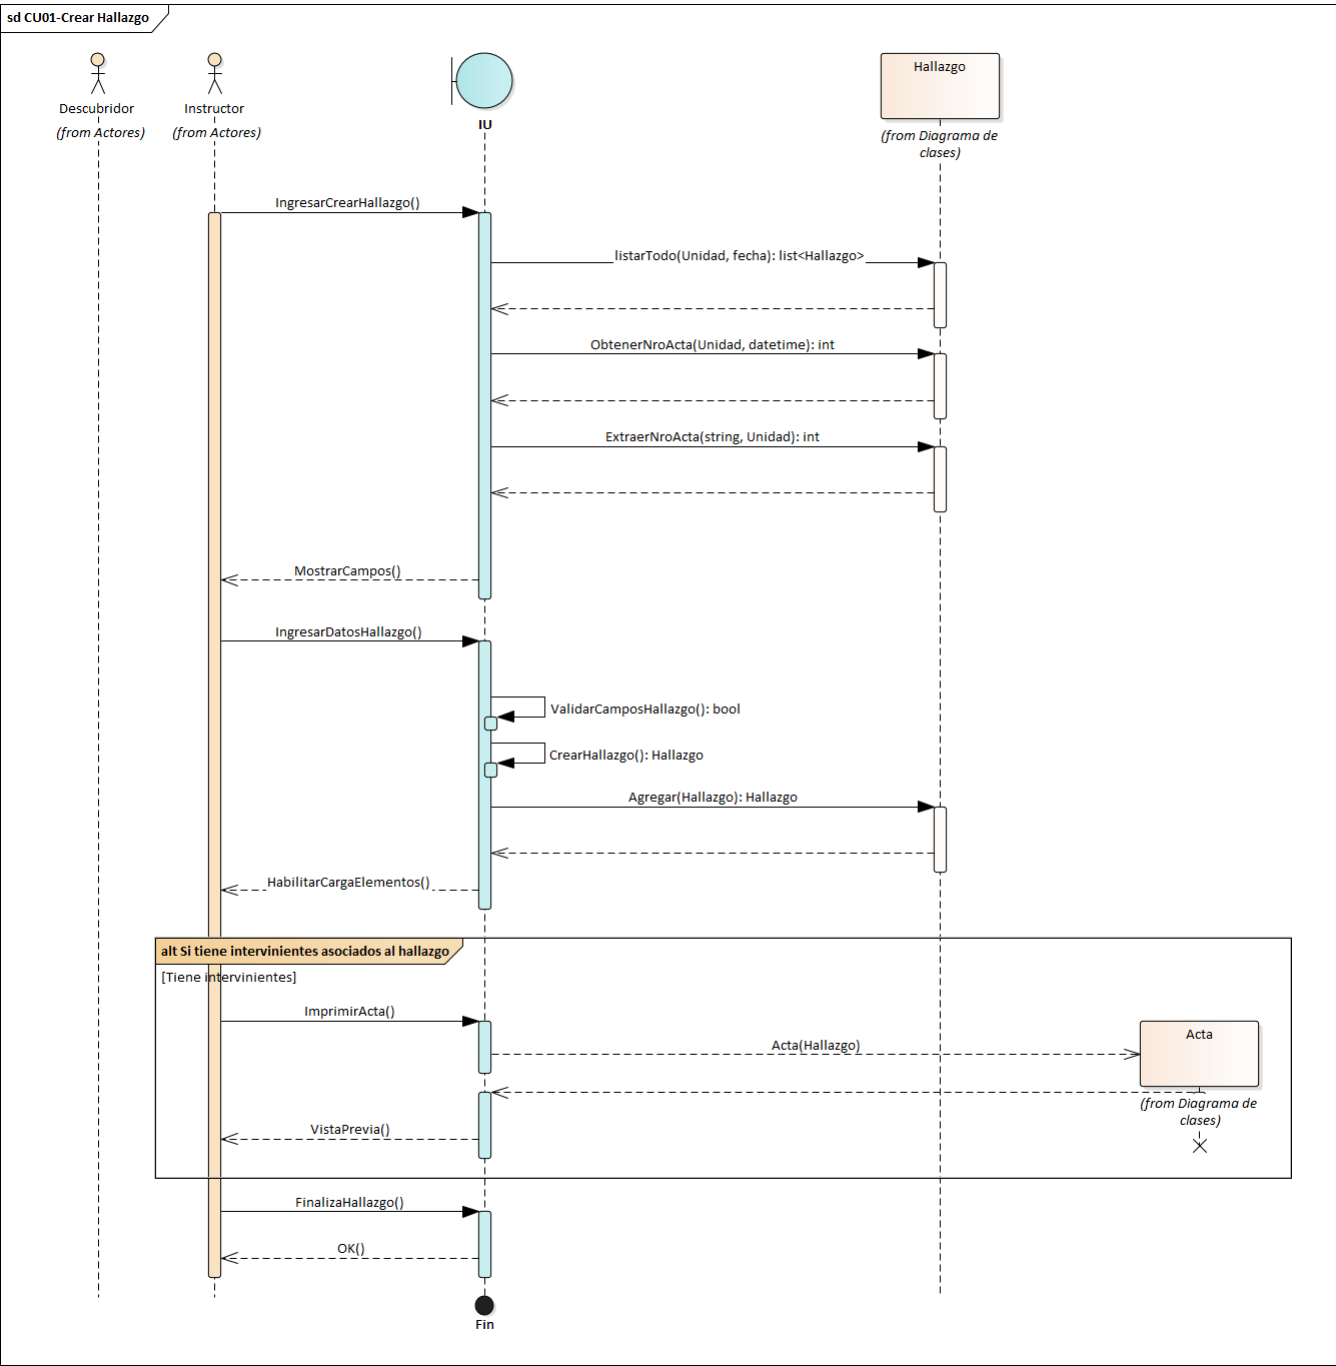 sd CU01-Crear Hallazgo
Descubridor
(from Actores)
Instructor
(from Actores)
IU
Hallazgo
(from Diagrama de
clases)
IngresarCrearHallazgo()
listarTodo(Unidad, fecha): list<Hallazgo>
ObtenerNroActa(Unidad, datetime): int
ExtraerNroActa(string, Unidad): int
MostrarCampos()
IngresarDatosHallazgo()
ValidarCamposHallazgo(): bool
CrearHallazgo(): Hallazgo
Agregar(Hallazgo): Hallazgo
HabilitarCargaElementos()
alt Si tiene intervinientes asociados al hallazgo
[Tiene intervinientes]
ImprimirActa()
Acta(Hallazgo)
Acta
(from Diagrama de
clases)
VistaPrevia()
FinalizaHallazgo()
OK()
Fin